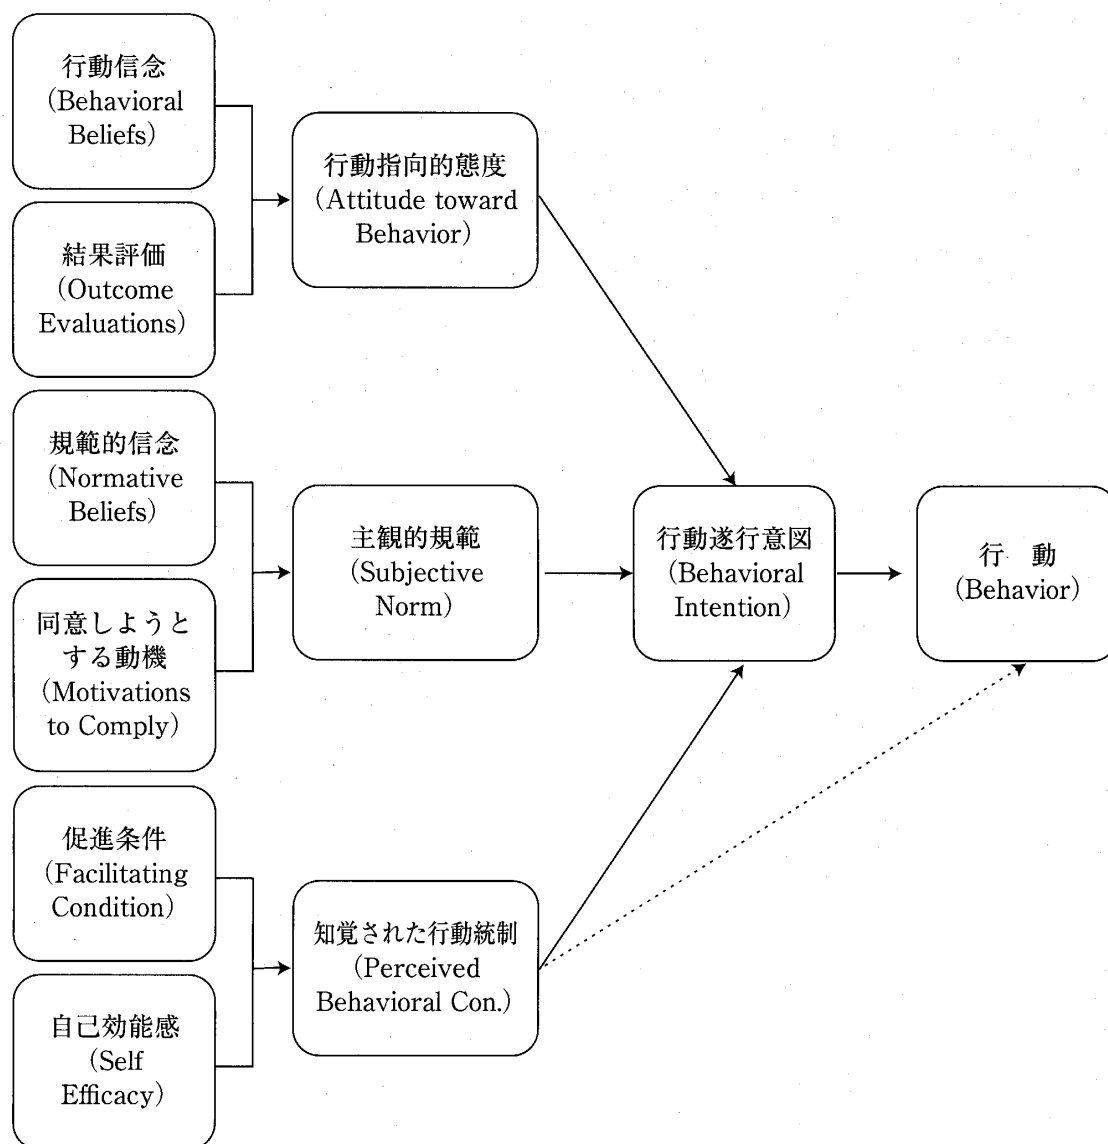 行動信念
(Behavioral
Beliefs)
結果評価
(Outcome
Evaluations)
行動指向的態度
(Attitude toward
Behavior)
規範的信念
(Normative
Beliefs)
同意しようと
する動機
(Motivations
to Comply)
主観的規範
(Subjective
Norm)
促進条件
(Facilitating
Condition)
自己効能感
(Self
Efficacy)
知覚された行動統制
(Perceived
Behavioral Con.)
行動遂行意図
(Behavioral
Intention)
行 動
(Behavior)